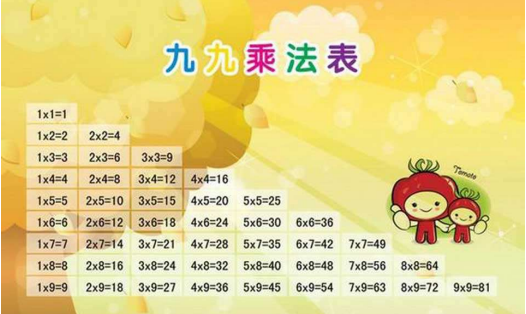 九九乘法表
1x1=1
1x2=2 2x2=4
1x3=3 2x3=6 3x3=9
1x4=4 2x4=8 3x4=12 4x4=16
1x5=5 2x5=10 3x5=15 4x5=20 5x5=25
1x6=6 2x6=12 3x6=18 4x6=24 5x6=30 6x6=36
1x7=7 2x7=14 3x7=21 4x7=28 5x7=35 6x7=42 7x7=49
1x8=8 2x8=16 3x8=24 4x8=32 5x8=40 6x8=48 7x8=56 8x8=64
1x9=9 2x9=18 3x9=27 4x9=36 5x9=45 6x9=54 7x9=63 8x9=72 9x9=81
Tomato